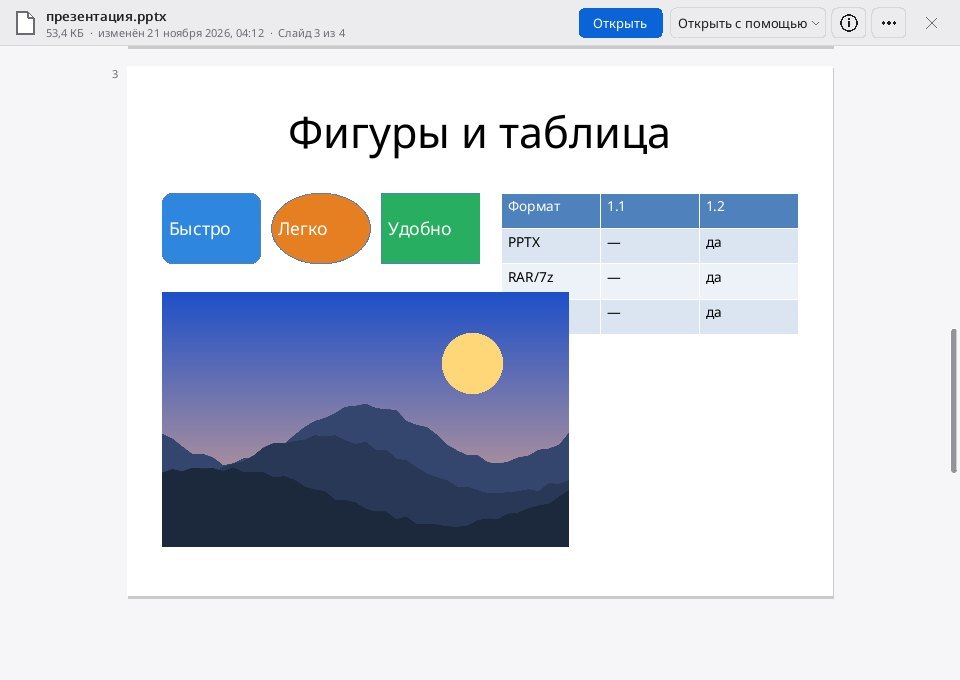 презентация.pptx
53,4 КБ · изменён 21 ноября 2026, 04:12 · Слайд 3 из 4
Открыть
Открыть с помощью
3
Фигуры и таблица
Быстро
Легко
Удобно
Формат 1.1 1.2
PPTX — да
RAR/7z — да
— да